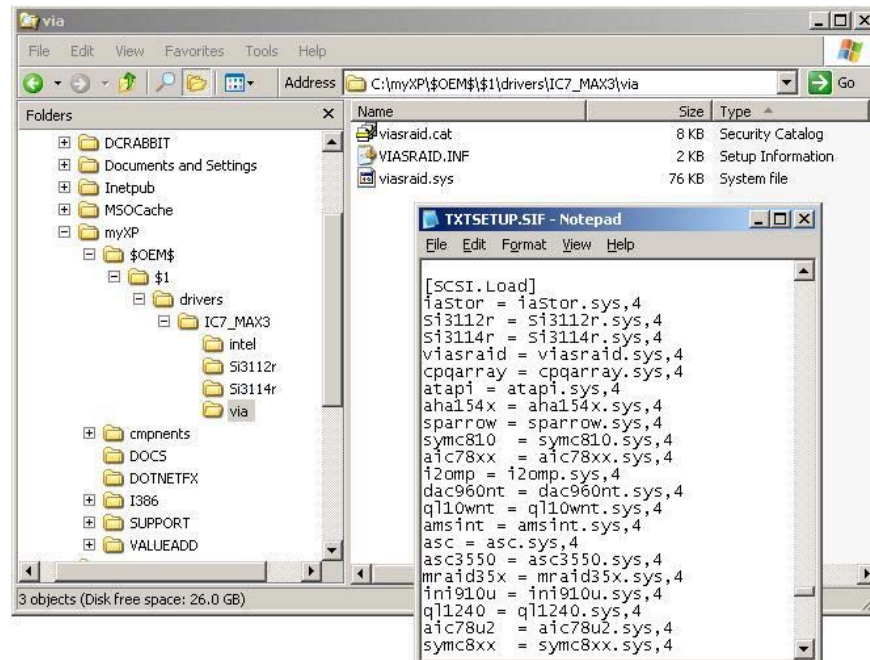 via
File Edit View Favorites Tools Help
Address C:\myXP\$OEM$\$1\drivers\IC7_MAX3\via Go
Folders
DCRABBIT
Documents and Settings
Inetpub
MSOCache
myXP
$OEM$
$1
drivers
IC7_MAX3
intel
Si3112r
Si3114r
via
cmpnents
DOCS
DOTNETFX
I386
SUPPORT
VALUEADD
Name Size Type
viasraid.cat 8 KB Security Catalog
VIASRAID.INF 2 KB Setup Information
viasraid.sys 76 KB System file
3 objects (Disk free space: 26.0 GB)
TXTSETUP.SIF - Notepad
File Edit Format View Help
[SCSI.Load]
iaStor = iaStor.sys,4
Si3112r = Si3112r.sys,4
Si3114r = Si3114r.sys,4
viasraid = viasraid.sys,4
cpqarray = cpqarray.sys,4
atapi = atapi.sys,4
aha154x = aha154x.sys,4
sparrow = sparrow.sys,4
symc810 = symc810.sys,4
aic78xx = aic78xx.sys,4
i2omp = i2omp.sys,4
dac960nt = dac960nt.sys,4
ql10wnt = ql10wnt.sys,4
amsint = amsint.sys,4
asc = asc.sys,4
asc3550 = asc3550.sys,4
mraid35x = mraid35x.sys,4
ini910u = ini910u.sys,4
ql1240 = ql1240.sys,4
aic78u2 = aic78u2.sys,4
symc8xx = symc8xx.sys,4